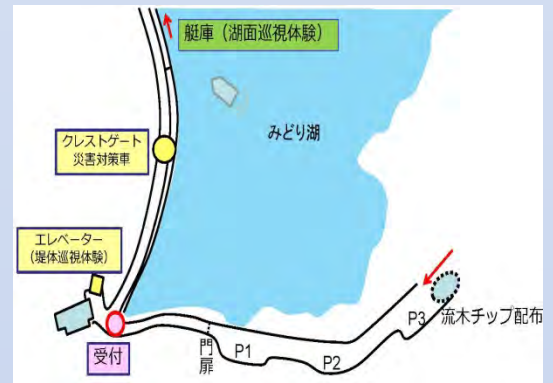 艇庫（湖面巡視体験）
みどり湖
クレストゲート
災害対策車
エレベーター
（堤体巡視体験）
受付
門扉
P1
P2
P3
流木チップ配布